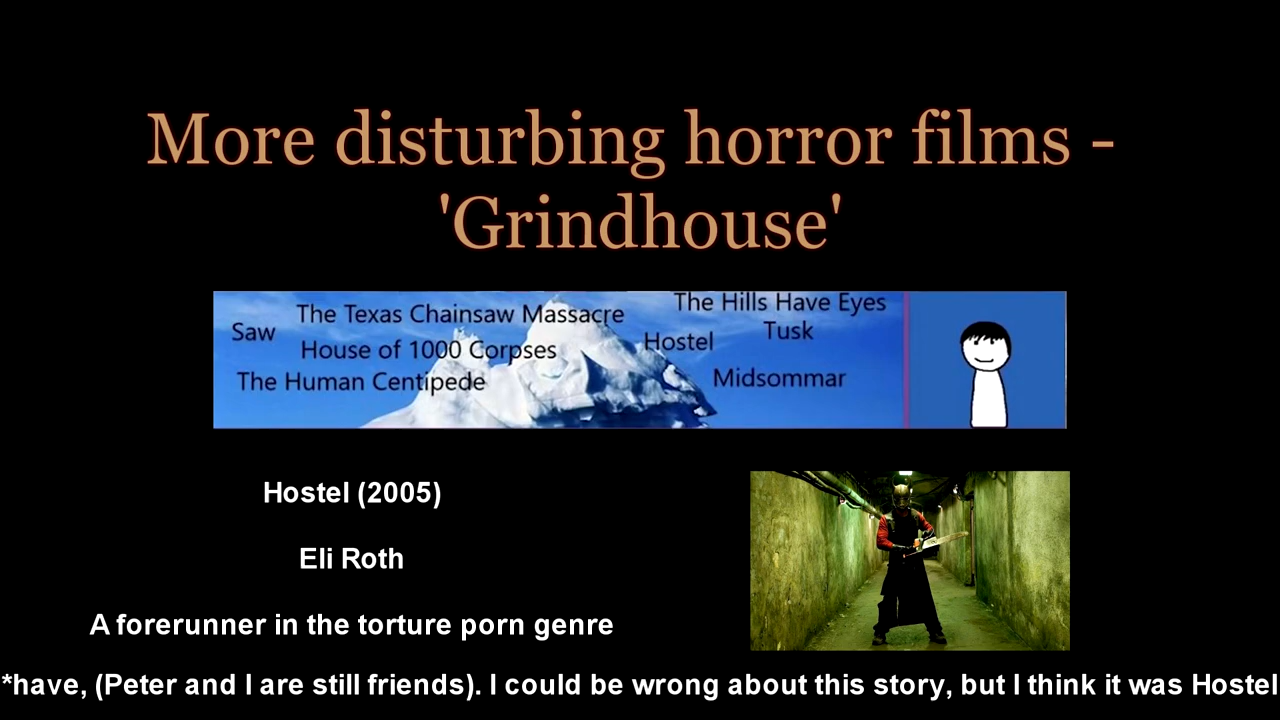 More disturbing horror films -
'Grindhouse'
The Hills Have Eyes
The Texas Chainsaw Massacre
Saw
Tusk
Hostel
House of 1000 Corpses
Midsommar
The Human Centipede
Hostel (2005)
Eli Roth
A forerunner in the torture porn genre
*have, (Peter and I are still friends). I could be wrong about this story, but I think it was Hostel